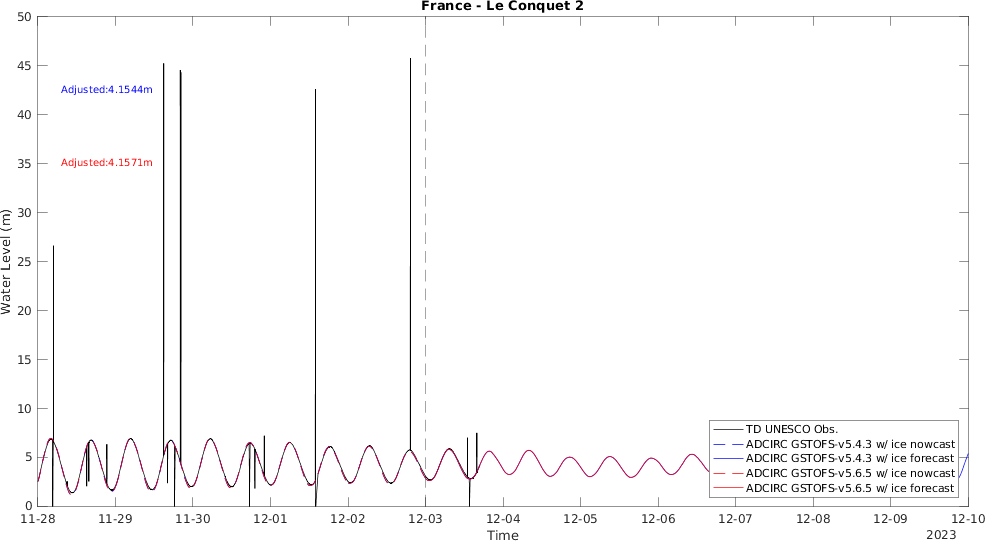 France - Le Conquet 2
50
45
40
35
30
25
20
15
10
5
0
Water Level (m)
Adjusted:4.1544m
Adjusted:4.1571m
TD UNESCO Obs.
ADCIRC GSTOFS-v5.4.3 w/ ice nowcast
ADCIRC GSTOFS-v5.4.3 w/ ice forecast
ADCIRC GSTOFS-v5.6.5 w/ ice nowcast
ADCIRC GSTOFS-v5.6.5 w/ ice forecast
11-28 11-29 11-30 12-01 12-02 12-03 12-04 12-05 12-06 12-07 12-08 12-09 12-10
Time
2023